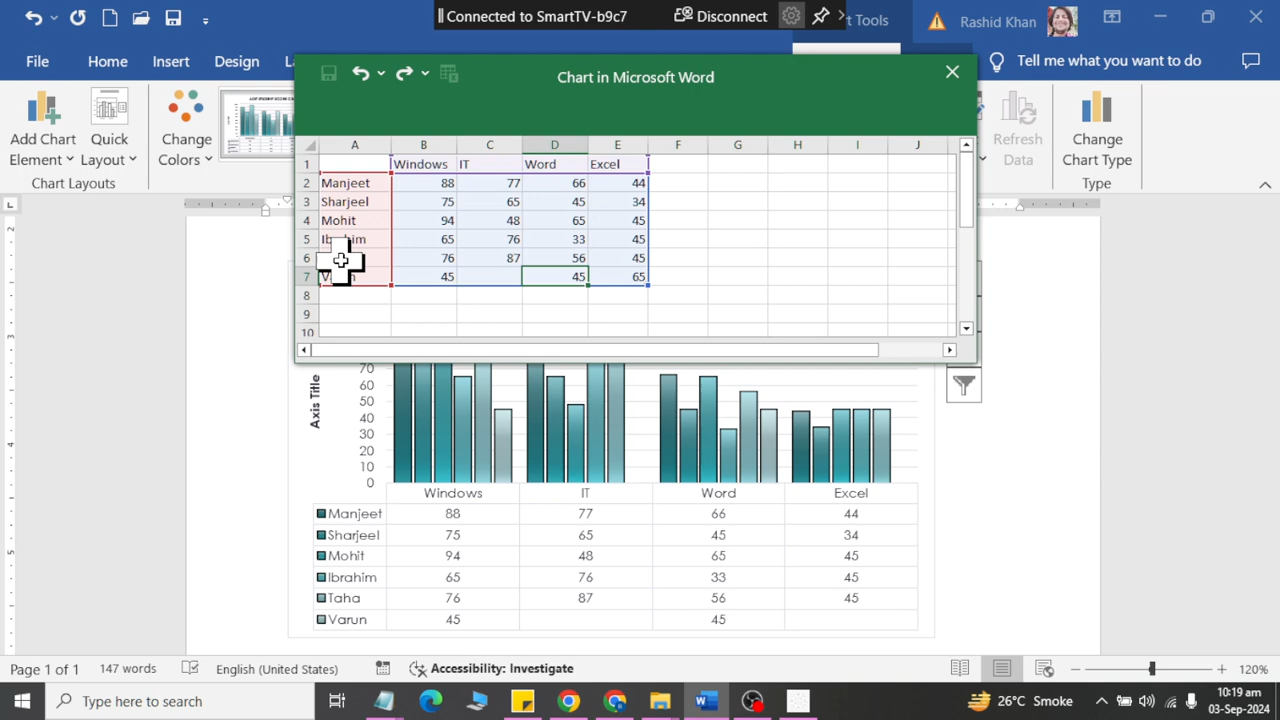 Connected to SmartTV-b9c7
Disconnect
t Tools
Rashid Khan
File
Home
Insert
Design
Tell me what you want to do
Chart in Microsoft Word
Add Chart
Element
Quick
Layout
Change
Colors
Chart Layouts
Refresh
Data
Change
Chart Type
Type
A B C D E F G H I J
1 Windows IT Word Excel
2 Manjeet 88 77 66 44
3 Sharjeel 75 65 45 34
4 Mohit 94 48 65 45
5 Ibrahim 65 76 33 45
6 76 87 56 45
7 Varun 45 45 65
8
9
10
70
60
50
40
30
20
10
0
Axis Title
Windows IT Word Excel
Manjeet 88 77 66 44
Sharjeel 75 65 45 34
Mohit 94 48 65 45
Ibrahim 65 76 33 45
Taha 76 87 56 45
Varun 45 45
Page 1 of 1
147 words
English (United States)
Accessibility: Investigate
120%
Type here to search
26°C Smoke
10:19 am
03-Sep-2024